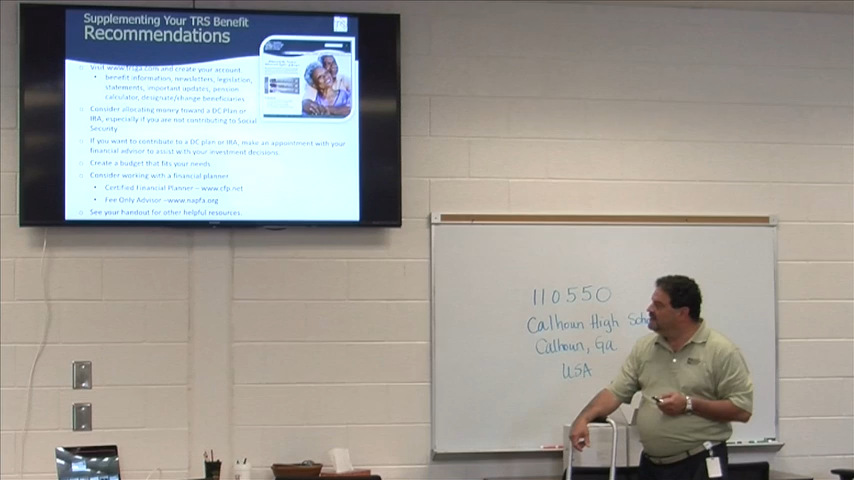 Supplementing Your TRS Benefit
Recommendations
Visit www.trsga.com and create your account
benefit information, newsletters, legislation,
statements, important updates, pension
calculator, designate/change beneficiaries
Consider allocating money toward a DC Plan or
IRA, especially if you are not contributing to Social
Security.
If you want to contribute to a DC plan or IRA, make an appointment with your
financial advisor to assist with your investment decisions.
Create a budget that fits your needs.
Consider working with a financial planner.
Certified Financial Planner – www.cfp.net
Fee Only Advisor –www.napfa.org
See your handout for other helpful resources.
110550
Calhoun High
Calhoun, Ga
USA